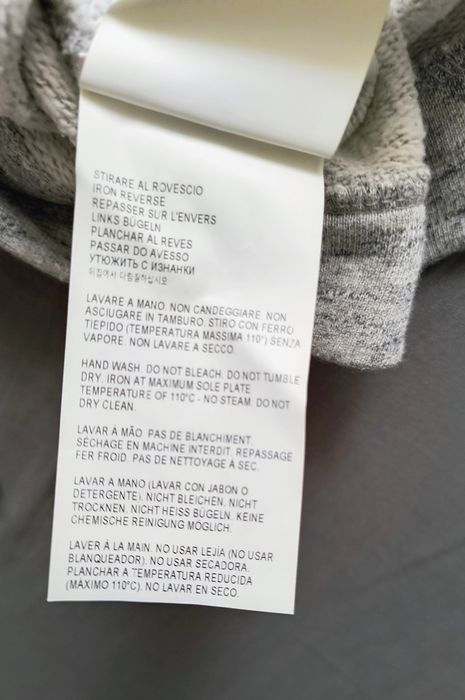 STIRARE AL ROVESCIO
IRON REVERSE
REPASSER SUR L'ENVERS
LINKS BÜGELN
PLANCHAR AL REVES
PASSAR DO AVESSO
УТЮЖИТЬ С ИЗНАНКИ
뒤집어서 다림질하십시오
LAVARE A MANO. NON CANDEGGIARE. NON
ASCIUGARE IN TAMBURO. STIRO CON FERRO
TIEPIDO (TEMPERATURA MASSIMA 110°) SENZA
VAPORE. NON LAVARE A SECCO.
HAND WASH. DO NOT BLEACH. DO NOT TUMBLE
DRY. IRON AT MAXIMUM SOLE PLATE
TEMPERATURE OF 110°C - NO STEAM. DO NOT
DRY CLEAN.
LAVAR À MÃO. PAS DE BLANCHIMENT.
SÉCHAGE EN MACHINE INTERDIT. REPASSAGE
FER FROID. PAS DE NETTOYAGE À SEC.
LAVAR A MANO (LAVAR CON JABON O
DETERGENTE). NICHT BLEICHEN. NICHT
TROCKNEN. NICHT HEISS BÜGELN. KEINE
CHEMISCHE REINIGUNG MÖGLICH.
LAVER À LA MAIN. NO USAR LEJÍA (NO USAR
BLANQUEADOR). NO USAR SECADORA.
PLANCHAR A TEMPERATURA REDUCIDA
(MÁXIMO 110°C). NO LAVAR EN SECO.